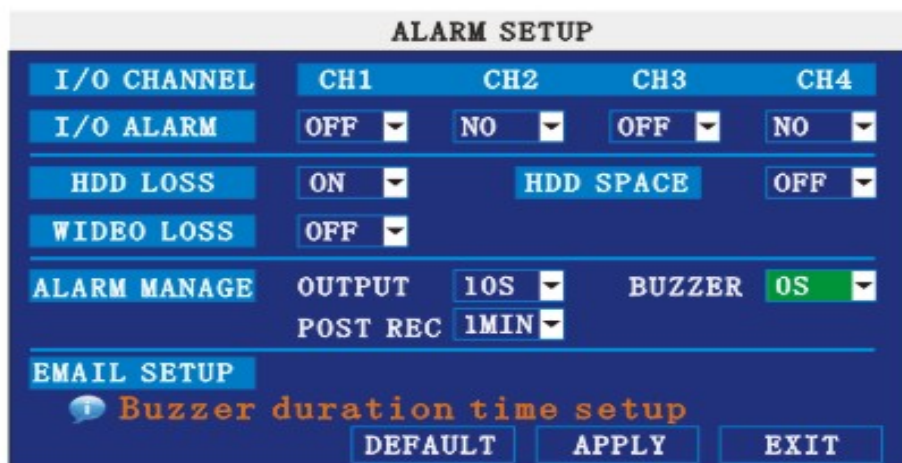 ALARM SETUP
I/O CHANNEL CH1 CH2 CH3 CH4
I/O ALARM OFF NO OFF NO
HDD LOSS ON HDD SPACE OFF
WIDEO LOSS OFF
ALARM MANAGE OUTPUT 10S BUZZER 0S
POST REC 1MIN
EMAIL SETUP
Buzzer duration time setup
DEFAULT APPLY EXIT